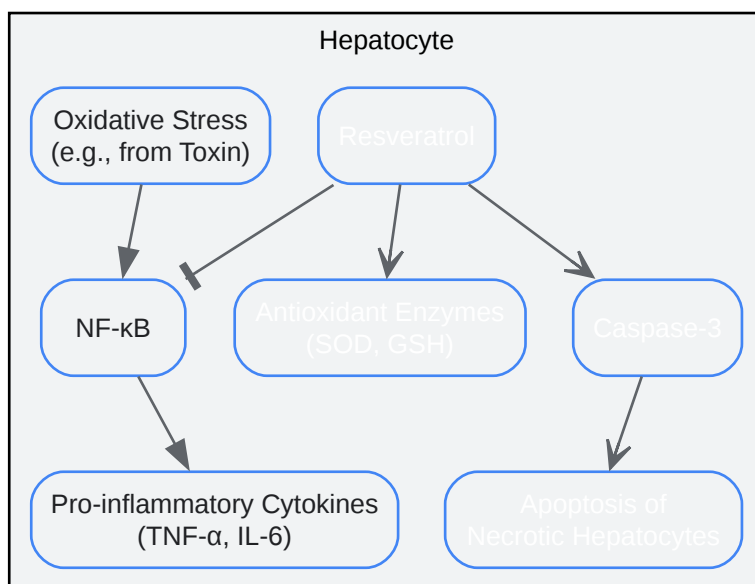 Hepatocyte
Oxidative Stress
(e.g., from Toxin)
Resveratrol
NF-κB
Antioxidant Enzymes
(SOD, GSH)
Caspase-3
Pro-inflammatory Cytokines
(TNF-α, IL-6)
Apoptosis of
Necrotic Hepatocytes